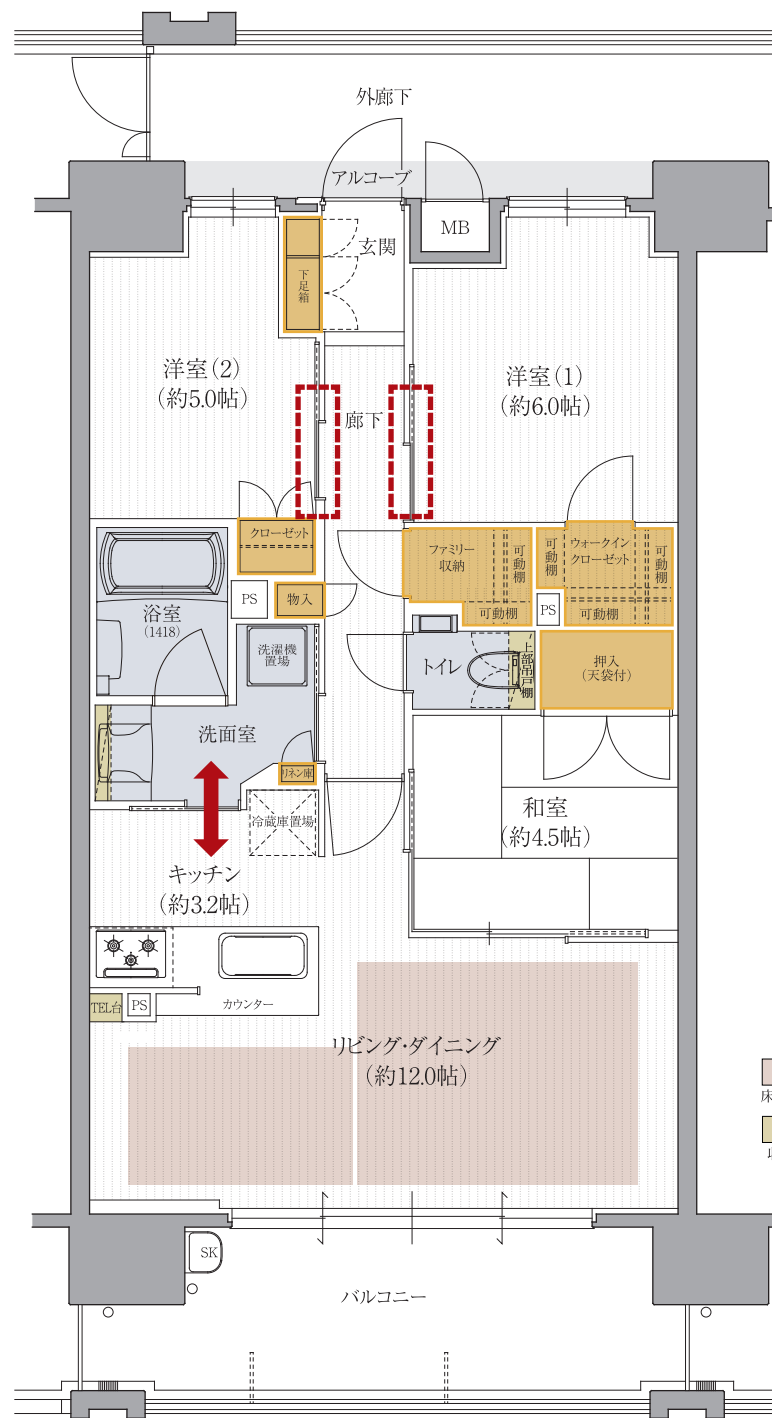 外廊下
アルコーブ
MB
玄関
下足箱
洋室(2)
(約5.0帖)
洋室(1)
(約6.0帖)
廊下
クローゼット
ファミリー
収納
可動棚
可動棚
可動棚
ウォークイン
クローゼット
可動棚
可動棚
PS
PS
物入
浴室
(1418)
洗濯機
置場
トイレ
上部吊戸棚
押入
(天袋付)
洗面室
リネン庫
冷蔵庫置場
和室
(約4.5帖)
キッチン
(約3.2帖)
TEL台
PS
カウンター
リビング・ダイニング
(約12.0帖)
床
SK
バルコニー